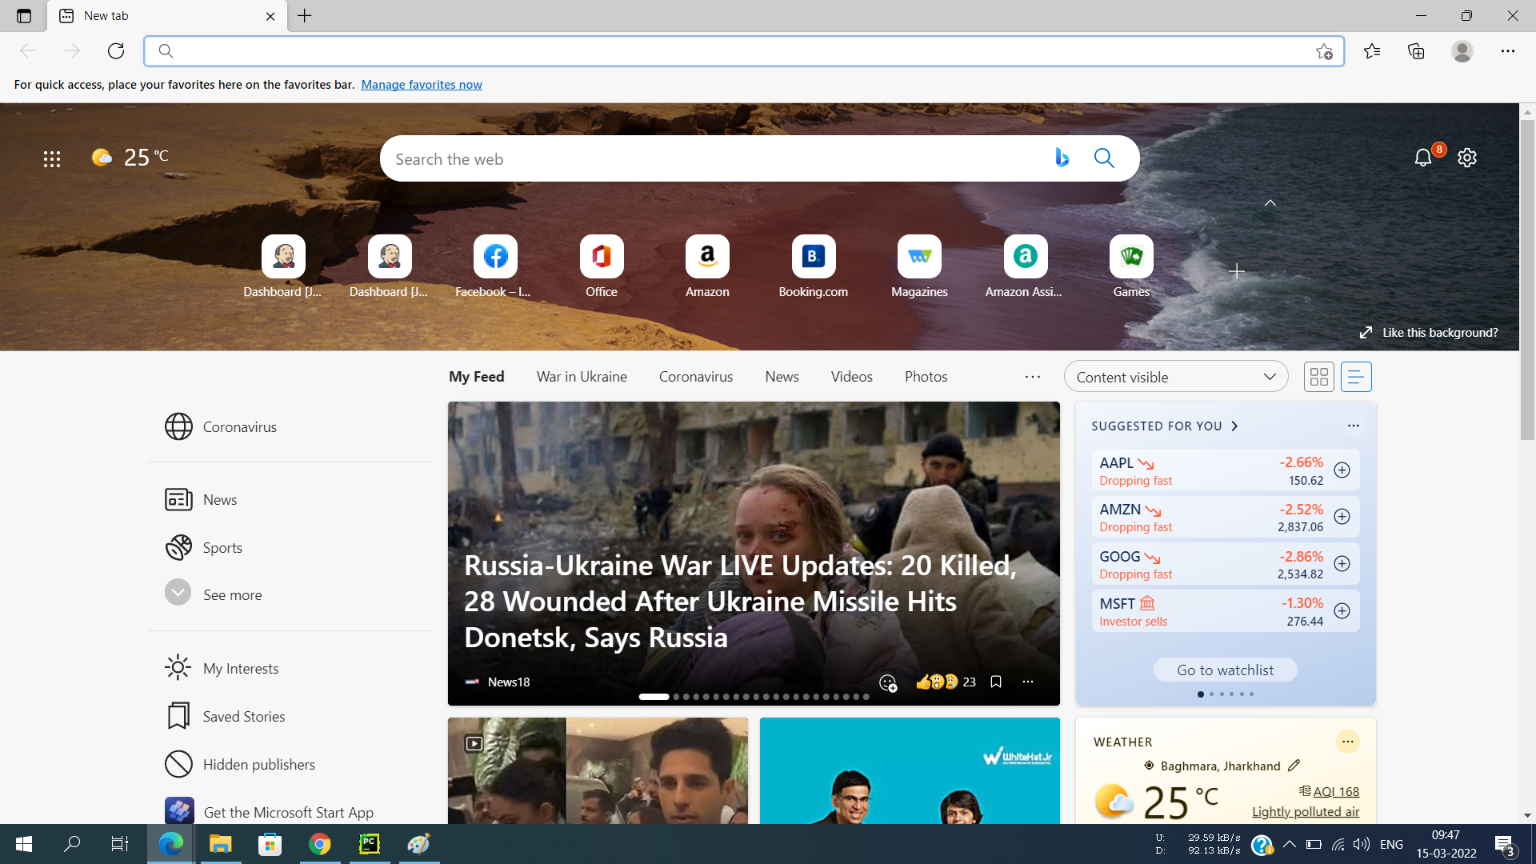 New tab
For quick access, place your favorites here on the favorites bar. Manage favorites now
25 °C
Search the web
8
Dashboard [J...
Dashboard [J...
Facebook – l...
Office
Amazon
Booking.com
Magazines
Amazon Assi...
Games
Like this background?
My Feed
War in Ukraine
Coronavirus
News
Videos
Photos
Content visible
Coronavirus
News
Sports
See more
My Interests
Saved Stories
Hidden publishers
Get the Microsoft Start App
Russia-Ukraine War LIVE Updates: 20 Killed,
28 Wounded After Ukraine Missile Hits
Donetsk, Says Russia
News18
23
WhiteHat Jr
SUGGESTED FOR YOU
AAPL -2.66%
Dropping fast 150.62
AMZN -2.52%
Dropping fast 2,837.06
GOOG -2.86%
Dropping fast 2,534.82
MSFT -1.30%
Investor sells 276.44
Go to watchlist
WEATHER
Baghmara, Jharkhand
25 °C
AQI 168
Lightly polluted air
PC
U: 29.59 kB/s
D: 92.13 kB/s
ENG
09:47
15-03-2022
3